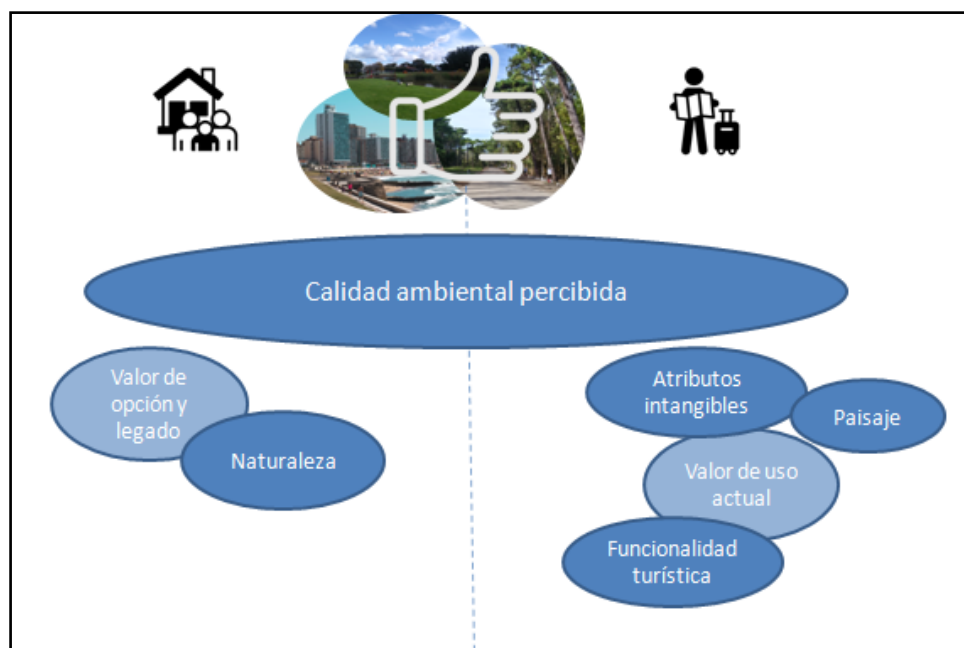 Calidad ambiental percibida
Valor de
opción y
legado
Naturaleza
Atributos
intangibles
Paisaje
Valor de uso
actual
Funcionalidad
turística